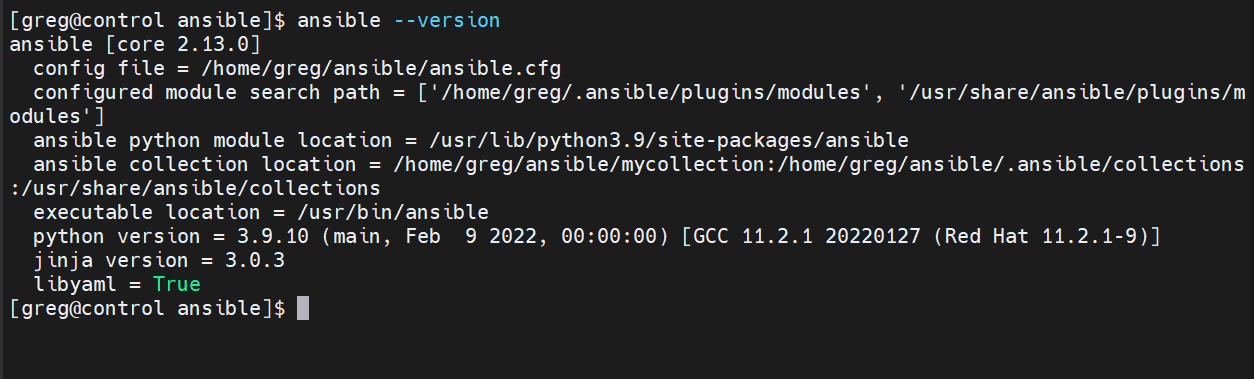 [greg@control ansible]$ ansible --version
ansible [core 2.13.0]
  config file = /home/greg/ansible/ansible.cfg
  configured module search path = ['/home/greg/.ansible/plugins/modules', '/usr/share/ansible/plugins/m
odules']
  ansible python module location = /usr/lib/python3.9/site-packages/ansible
  ansible collection location = /home/greg/ansible/mycollection:/home/greg/ansible/.ansible/collections
:/usr/share/ansible/collections
  executable location = /usr/bin/ansible
  python version = 3.9.10 (main, Feb  9 2022, 00:00:00) [GCC 11.2.1 20220127 (Red Hat 11.2.1-9)]
  jinja version = 3.0.3
  libyaml = True
[greg@control ansible]$